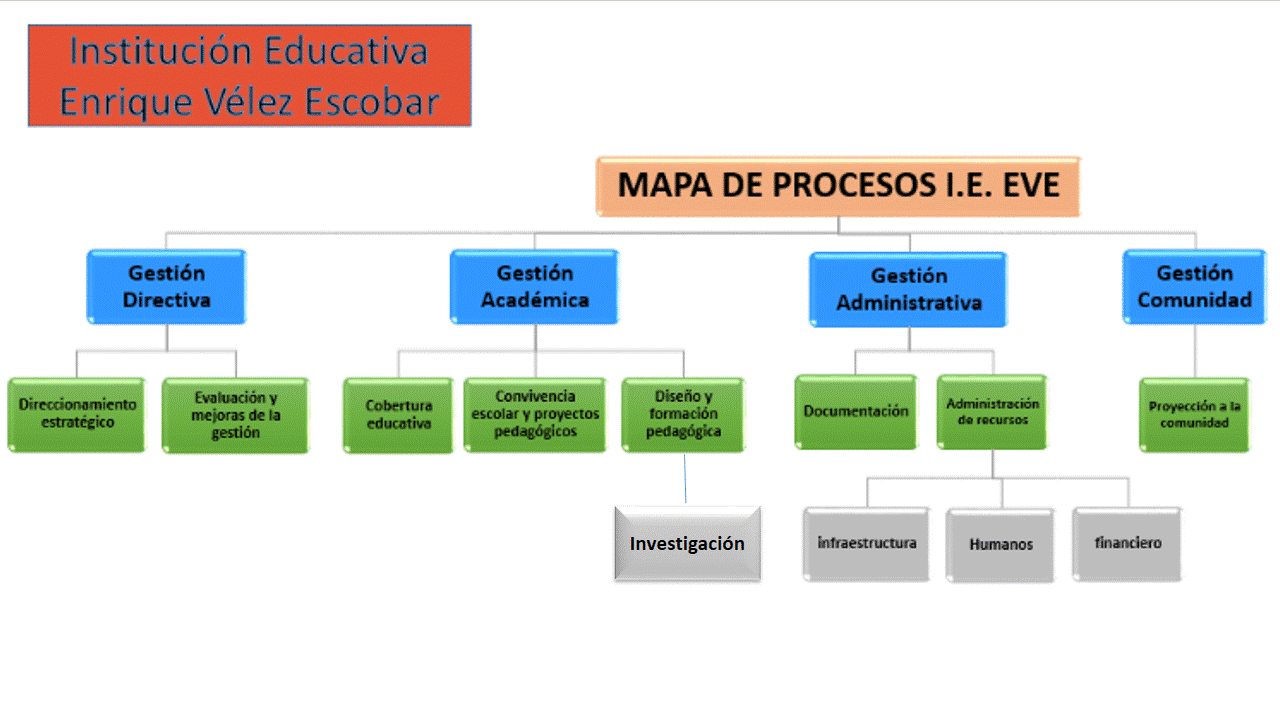 Institución Educativa
Enrique Vélez Escobar
MAPA DE PROCESOS I.E. EVE
Gestión
Directiva
Gestión
Académica
Gestión
Administrativa
Gestión
Comunidad
Direccionamiento
estratégico
Evaluación y
mejoras de la
gestión
Cobertura
educativa
Convivencia
escolar y proyectos
pedagógicos
Diseño y
formación
pedagógica
Documentación
Administración
de recursos
Proyección a la
comunidad
Investigación
infraestructura
Humanos
financiero